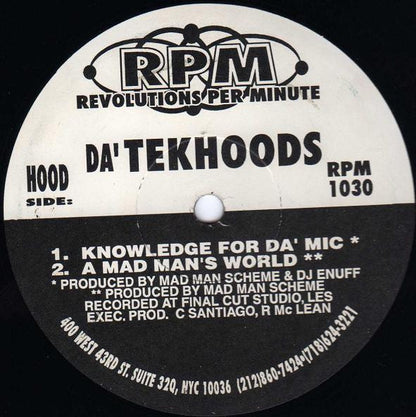 RPM
REVOLUTIONS PER MINUTE
DA' TEKHOODS
HOOD
SIDE:
RPM
1030
1. KNOWLEDGE FOR DA' MIC *
2. A MAD MAN'S WORLD **
* PRODUCED BY MAD MAN SCHEME & DJ ENUFF
** PRODUCED BY MAD MAN SCHEME
RECORDED AT FINAL CUT STUDIO, LES
EXEC. PROD. C SANTIAGO, R Mc LEAN
400 WEST 43RD ST. SUITE 32Q, NYC 10036 (212)860-7424•(718)624-3221